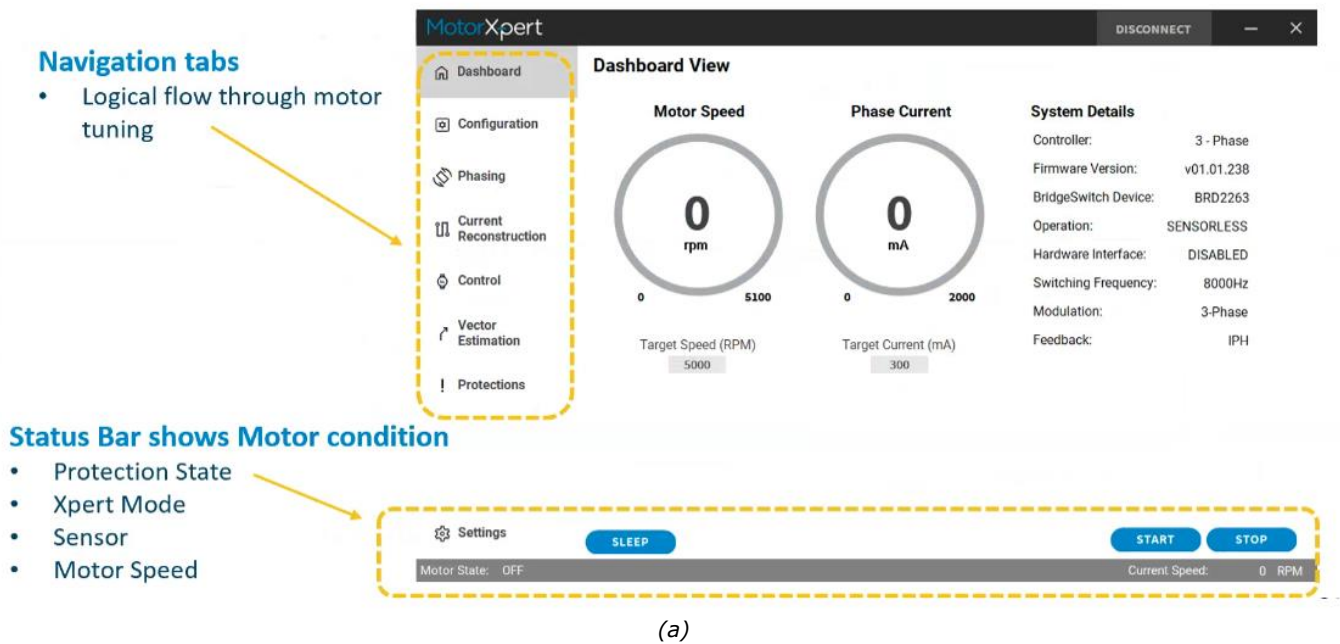 Navigation tabs
• Logical flow through motor
tuning
MotorXpert
DISCONNECT
Dashboard
Configuration
Phasing
Current
Reconstruction
Control
Vector
Estimation
! Protections
Dashboard View
Motor Speed
0
rpm
0 5100
Target Speed (RPM)
5000
Phase Current
0
mA
0 2000
Target Current (mA)
300
System Details
Controller: 3 - Phase
Firmware Version: v01.01.238
BridgeSwitch Device: BRD2263
Operation: SENSORLESS
Hardware Interface: DISABLED
Switching Frequency: 8000Hz
Modulation: 3-Phase
Feedback: IPH
Status Bar shows Motor condition
• Protection State
• Xpert Mode
• Sensor
• Motor Speed
Settings
SLEEP
START
STOP
Motor State: OFF
Current Speed: 0 RPM
(a)